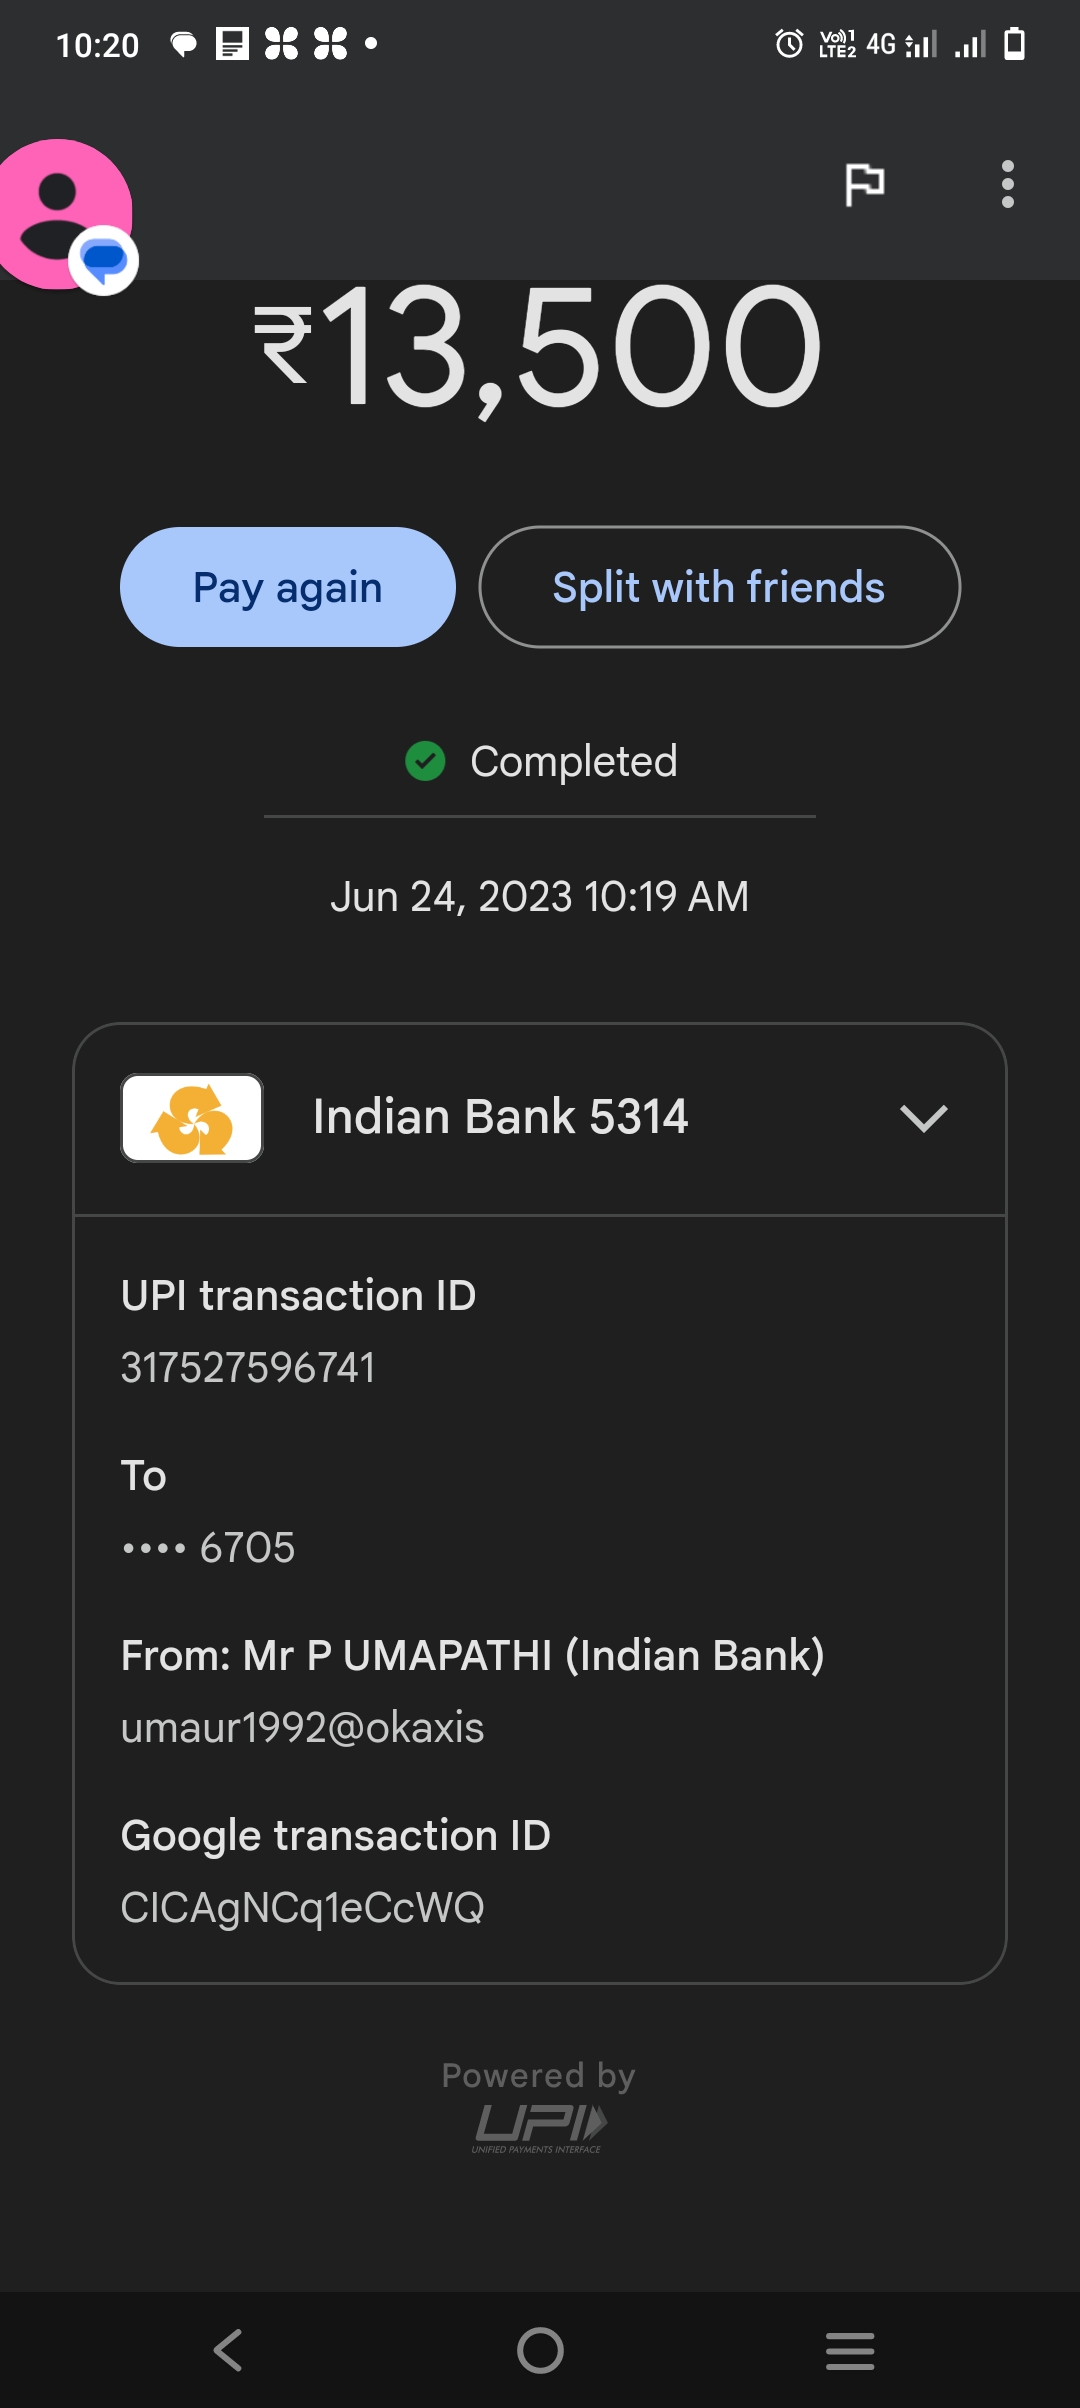 10:20
Vo))1
LTE2 4G
₹13,500
Pay again
Split with friends
Completed
Jun 24, 2023 10:19 AM
Indian Bank 5314
UPI transaction ID
317527596741
To
•••• 6705
From: Mr P UMAPATHI (Indian Bank)
umaur1992@okaxis
Google transaction ID
CICAgNCq1eCcWQ
Powered by
UPI
UNIFIED PAYMENTS INTERFACE